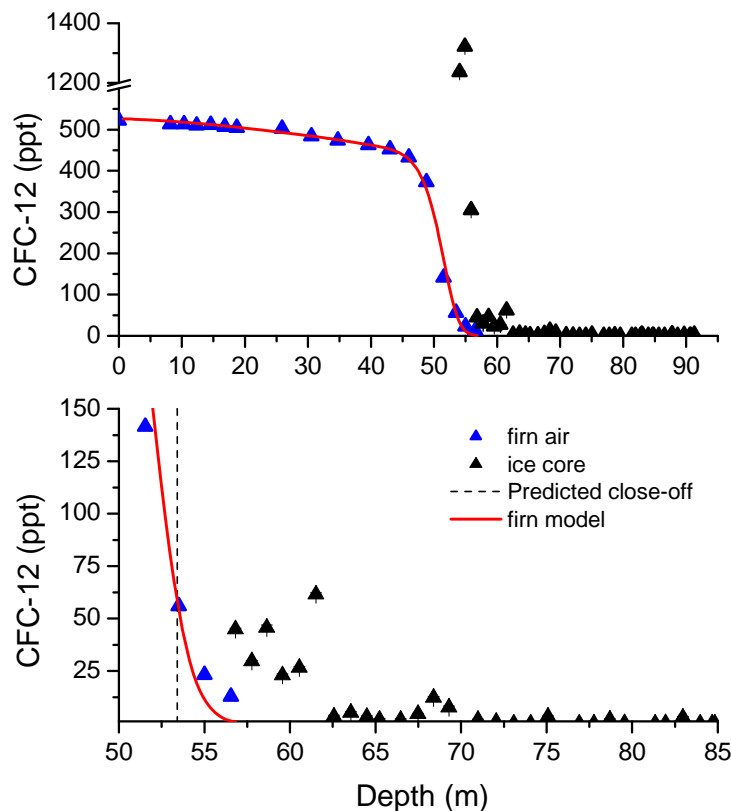 1400
1200
500
400
300
200
100
0
CFC-12 (ppt)
0 10 20 30 40 50 60 70 80 90
150
125
100
75
50
25
CFC-12 (ppt)
firn air
ice core
Predicted close-off
firn model
50 55 60 65 70 75 80 85
Depth (m)